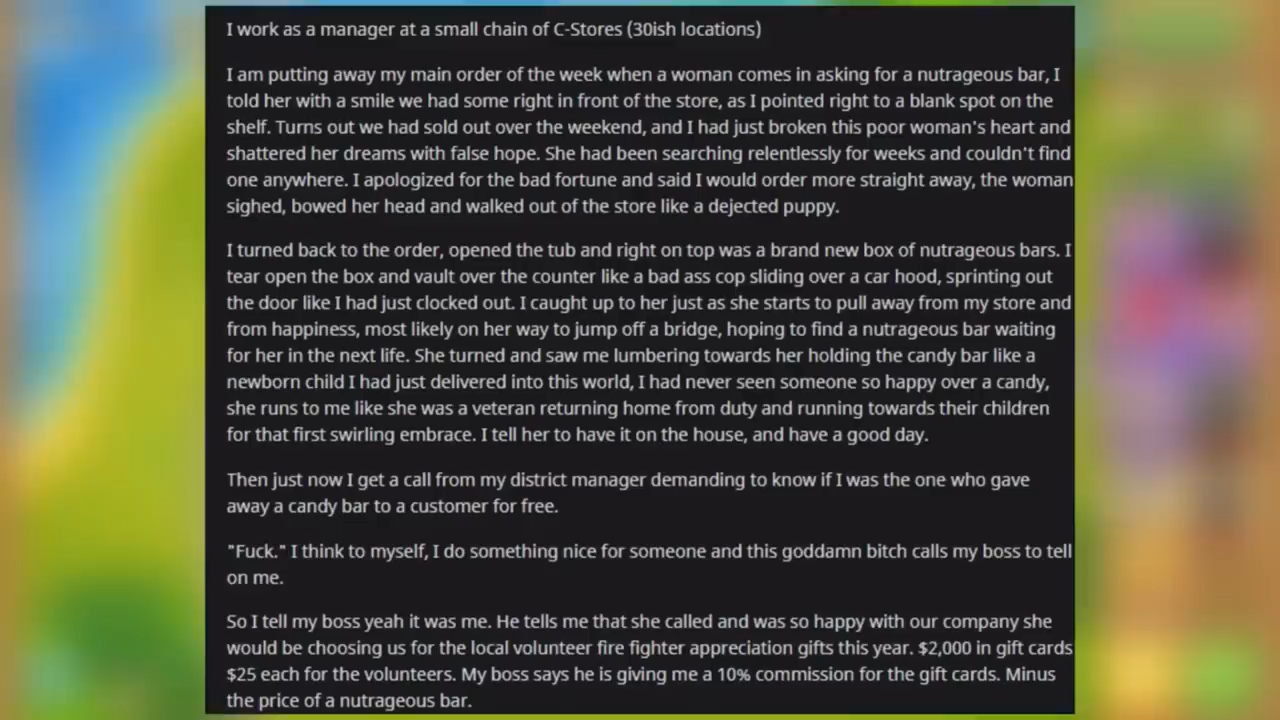 I work as a manager at a small chain of C-Stores (30ish locations)
I am putting away my main order of the week when a woman comes in asking for a nutrageous bar, I
told her with a smile we had some right in front of the store, as I pointed right to a blank spot on the
shelf. Turns out we had sold out over the weekend, and I had just broken this poor woman's heart and
shattered her dreams with false hope. She had been searching relentlessly for weeks and couldn't find
one anywhere. I apologized for the bad fortune and said I would order more straight away, the woman
sighed, bowed her head and walked out of the store like a dejected puppy.
I turned back to the order, opened the tub and right on top was a brand new box of nutrageous bars. I
tear open the box and vault over the counter like a bad ass cop sliding over a car hood, sprinting out
the door like I had just clocked out. I caught up to her just as she starts to pull away from my store and
from happiness, most likely on her way to jump off a bridge, hoping to find a nutrageous bar waiting
for her in the next life. She turned and saw me lumbering towards her holding the candy bar like a
newborn child I had just delivered into this world, I had never seen someone so happy over a candy,
she runs to me like she was a veteran returning home from duty and running towards their children
for that first swirling embrace. I tell her to have it on the house, and have a good day.
Then just now I get a call from my district manager demanding to know if I was the one who gave
away a candy bar to a customer for free.
"Fuck." I think to myself, I do something nice for someone and this goddamn bitch calls my boss to tell
on me.
So I tell my boss yeah it was me. He tells me that she called and was so happy with our company she
would be choosing us for the local volunteer fire fighter appreciation gifts this year. $2,000 in gift cards
$25 each for the volunteers. My boss says he is giving me a 10% commission for the gift cards. Minus
the price of a nutrageous bar.